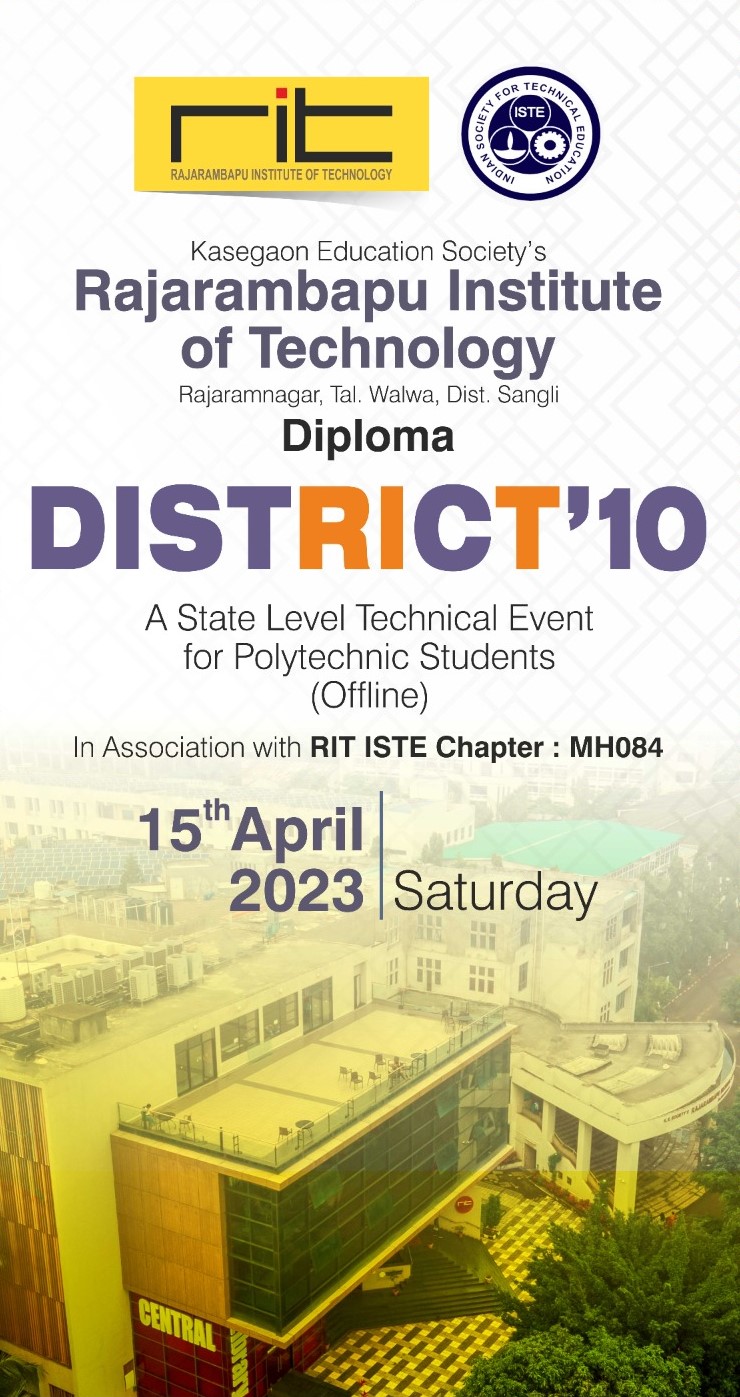 rit
RAJARAMBAPU INSTITUTE OF TECHNOLOGY
INDIAN SOCIETY FOR TECHNICAL EDUCATION
ISTE
Kasegaon Education Society's
Rajarambapu Institute
of Technology
Rajaramnagar, Tal. Walwa, Dist. Sangli
Diploma
DISTRICT'10
A State Level Technical Event
for Polytechnic Students
(Offline)
In Association with RIT ISTE Chapter : MH084
15th April
2023
Saturday
rit
CENTRAL